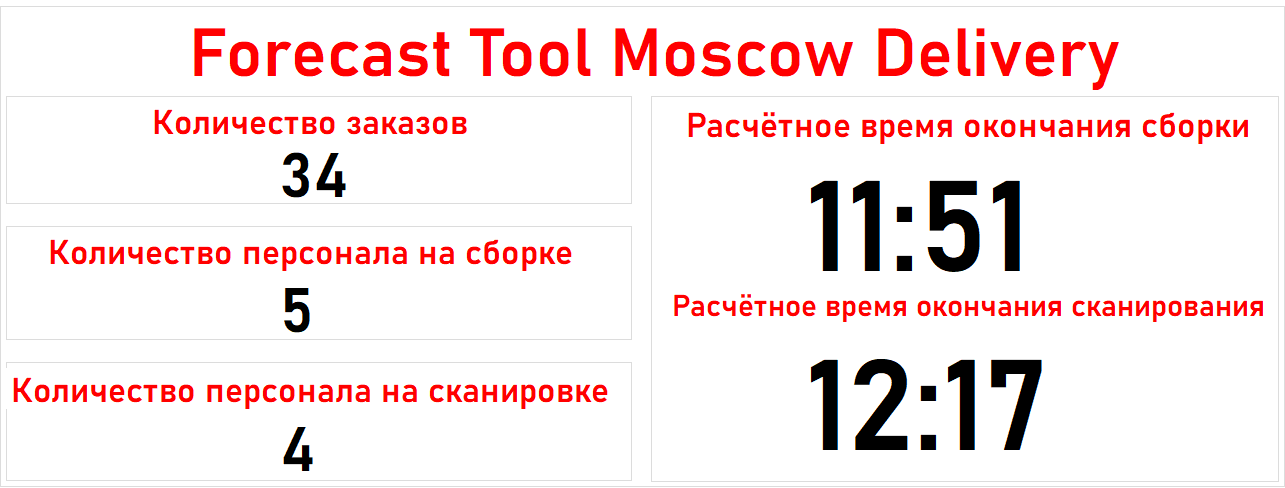 Forecast Tool Moscow Delivery
Количество заказов
34
Количество персонала на сборке
5
Количество персонала на сканировке
4
Расчётное время окончания сборки
11:51
Расчётное время окончания сканирования
12:17